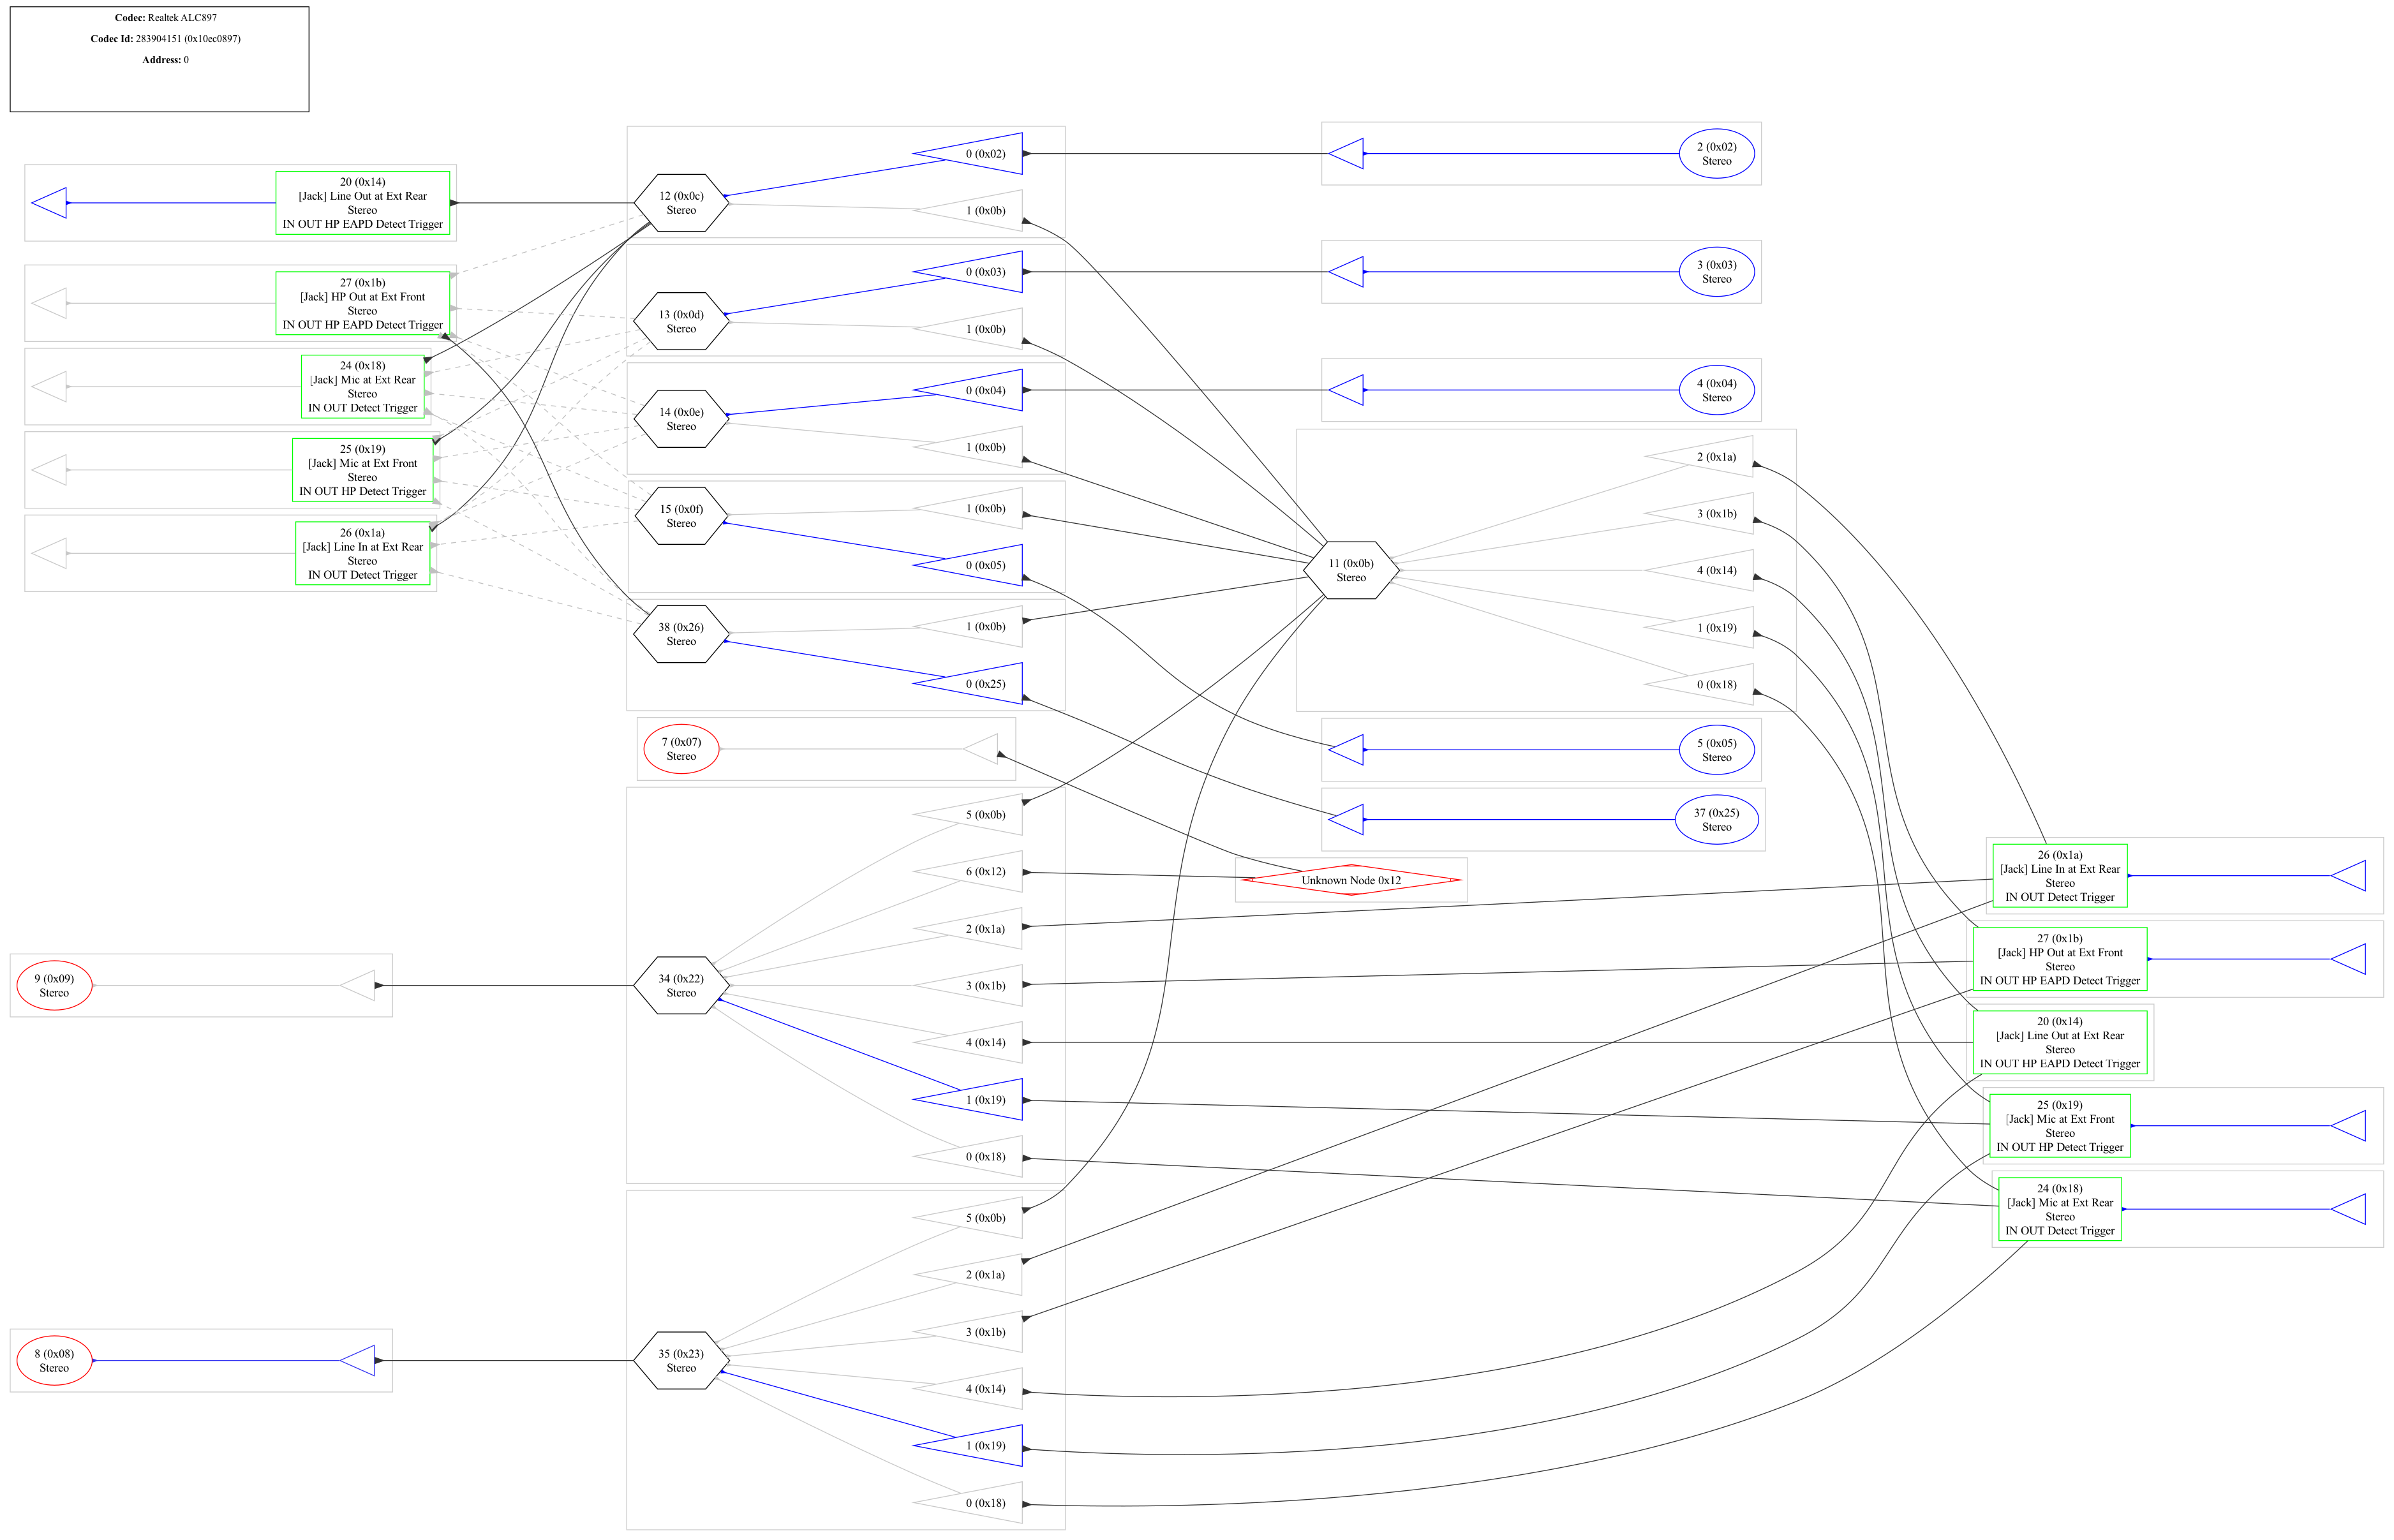 Codec: Realtek ALC897
Codec Id: 283904151 (0x10ec0897)
Address: 0
20 (0x14)
[Jack] Line Out at Ext Rear
Stereo
IN OUT HP EAPD Detect Trigger
27 (0x1b)
[Jack] HP Out at Ext Front
Stereo
IN OUT HP EAPD Detect Trigger
24 (0x18)
[Jack] Mic at Ext Rear
Stereo
IN OUT Detect Trigger
25 (0x19)
[Jack] Mic at Ext Front
Stereo
IN OUT HP Detect Trigger
26 (0x1a)
[Jack] Line In at Ext Rear
Stereo
IN OUT Detect Trigger
9 (0x09)
Stereo
8 (0x08)
Stereo
12 (0x0c)
Stereo
0 (0x02)
1 (0x0b)
13 (0x0d)
Stereo
0 (0x03)
1 (0x0b)
14 (0x0e)
Stereo
0 (0x04)
1 (0x0b)
15 (0x0f)
Stereo
1 (0x0b)
0 (0x05)
38 (0x26)
Stereo
1 (0x0b)
0 (0x25)
7 (0x07)
Stereo
34 (0x22)
Stereo
5 (0x0b)
6 (0x12)
2 (0x1a)
3 (0x1b)
4 (0x14)
1 (0x19)
0 (0x18)
35 (0x23)
Stereo
5 (0x0b)
2 (0x1a)
3 (0x1b)
4 (0x14)
1 (0x19)
0 (0x18)
2 (0x02)
Stereo
3 (0x03)
Stereo
4 (0x04)
Stereo
11 (0x0b)
Stereo
2 (0x1a)
3 (0x1b)
4 (0x14)
1 (0x19)
0 (0x18)
5 (0x05)
Stereo
37 (0x25)
Stereo
Unknown Node 0x12
26 (0x1a)
[Jack] Line In at Ext Rear
Stereo
IN OUT Detect Trigger
27 (0x1b)
[Jack] HP Out at Ext Front
Stereo
IN OUT HP EAPD Detect Trigger
20 (0x14)
[Jack] Line Out at Ext Rear
Stereo
IN OUT HP EAPD Detect Trigger
25 (0x19)
[Jack] Mic at Ext Front
Stereo
IN OUT HP Detect Trigger
24 (0x18)
[Jack] Mic at Ext Rear
Stereo
IN OUT Detect Trigger